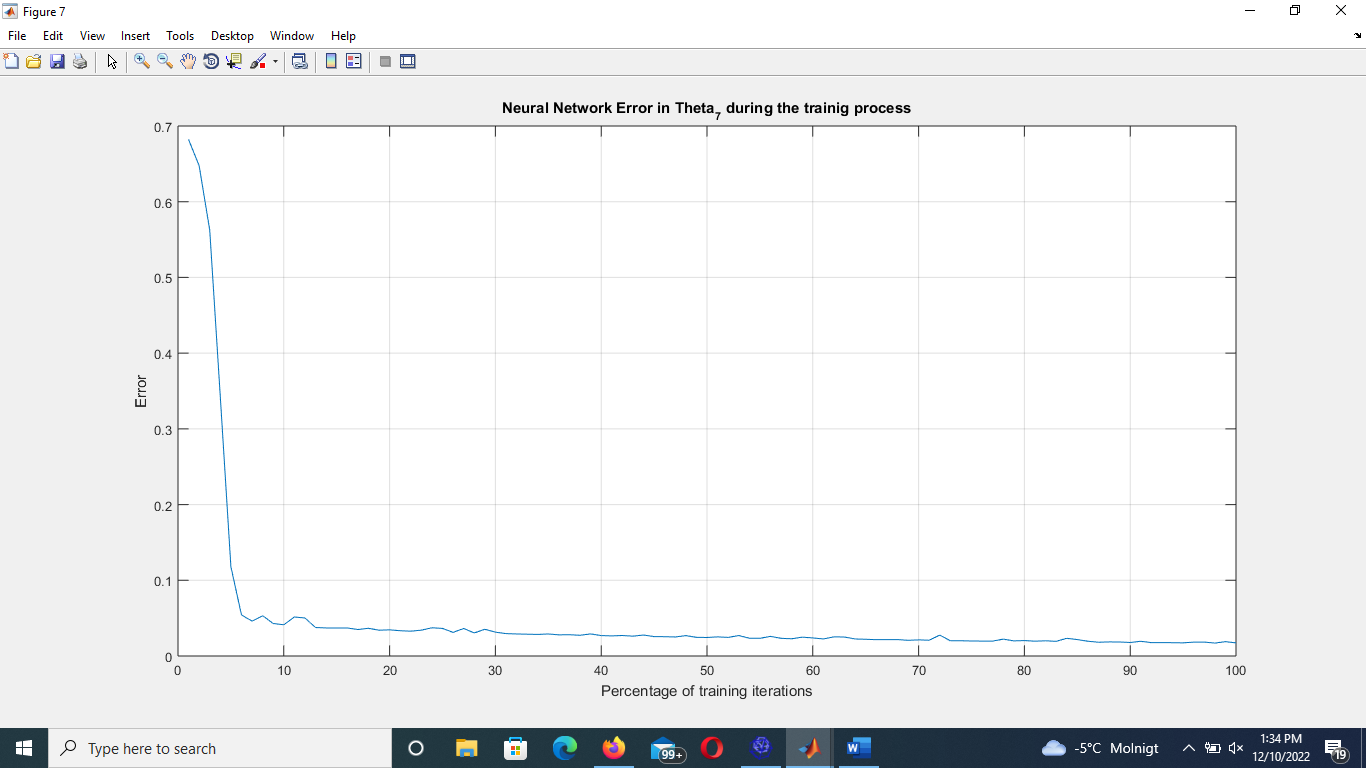 Figure 7
File Edit View Insert Tools Desktop Window Help
Neural Network Error in Theta7 during the trainig process
0.7
0.6
0.5
0.4
0.3
0.2
0.1
0
Error
0 10 20 30 40 50 60 70 80 90 100
Percentage of training iterations
Type here to search
99+
W
-5°C Molnigt
1:34 PM
12/10/2022
19